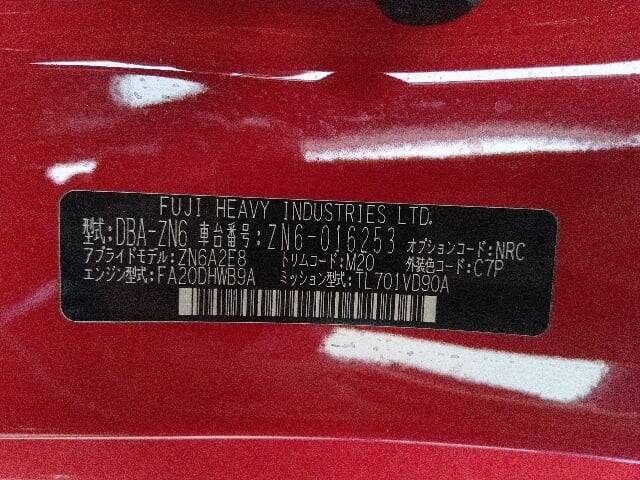 FUJI HEAVY INDUSTRIES LTD.
型式:DBA-ZN6 車台番号:ZN6-016253 オプションコード:NRC
アプライドモデル:ZN6A2E8 トリムコード:M20 外装色コード:C7P
エンジン型式:FA20DHWB9A ミッション型式:TL701VD90A